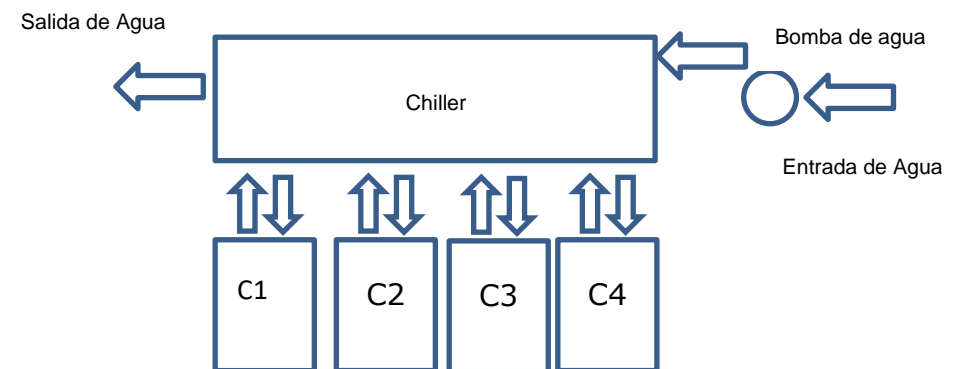 Salida de Agua
Bomba de agua
Chiller
Entrada de Agua
C1
C2
C3
C4